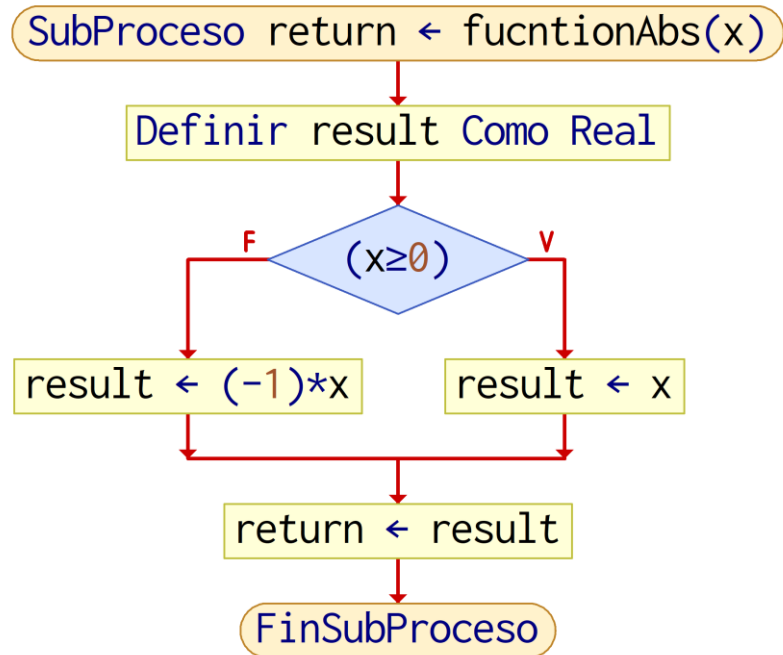 SubProceso return ← fucntionAbs(x)
Definir result Como Real
F
(x≥0)
V
result ← (-1)*x
result ← x
return ← result
FinSubProceso